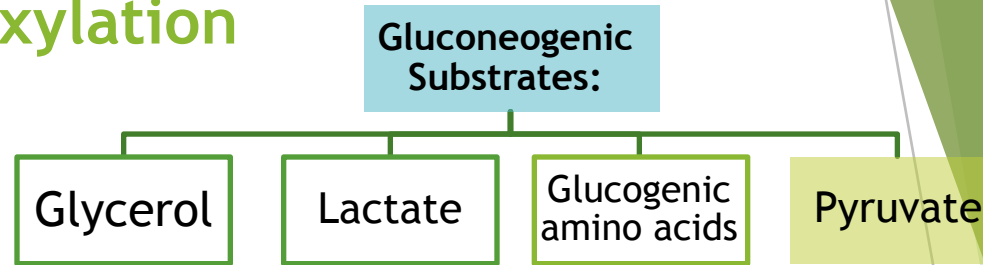 xylation
Gluconeogenic
Substrates:
Glycerol
Lactate
Glucogenic
amino acids
Pyruvate